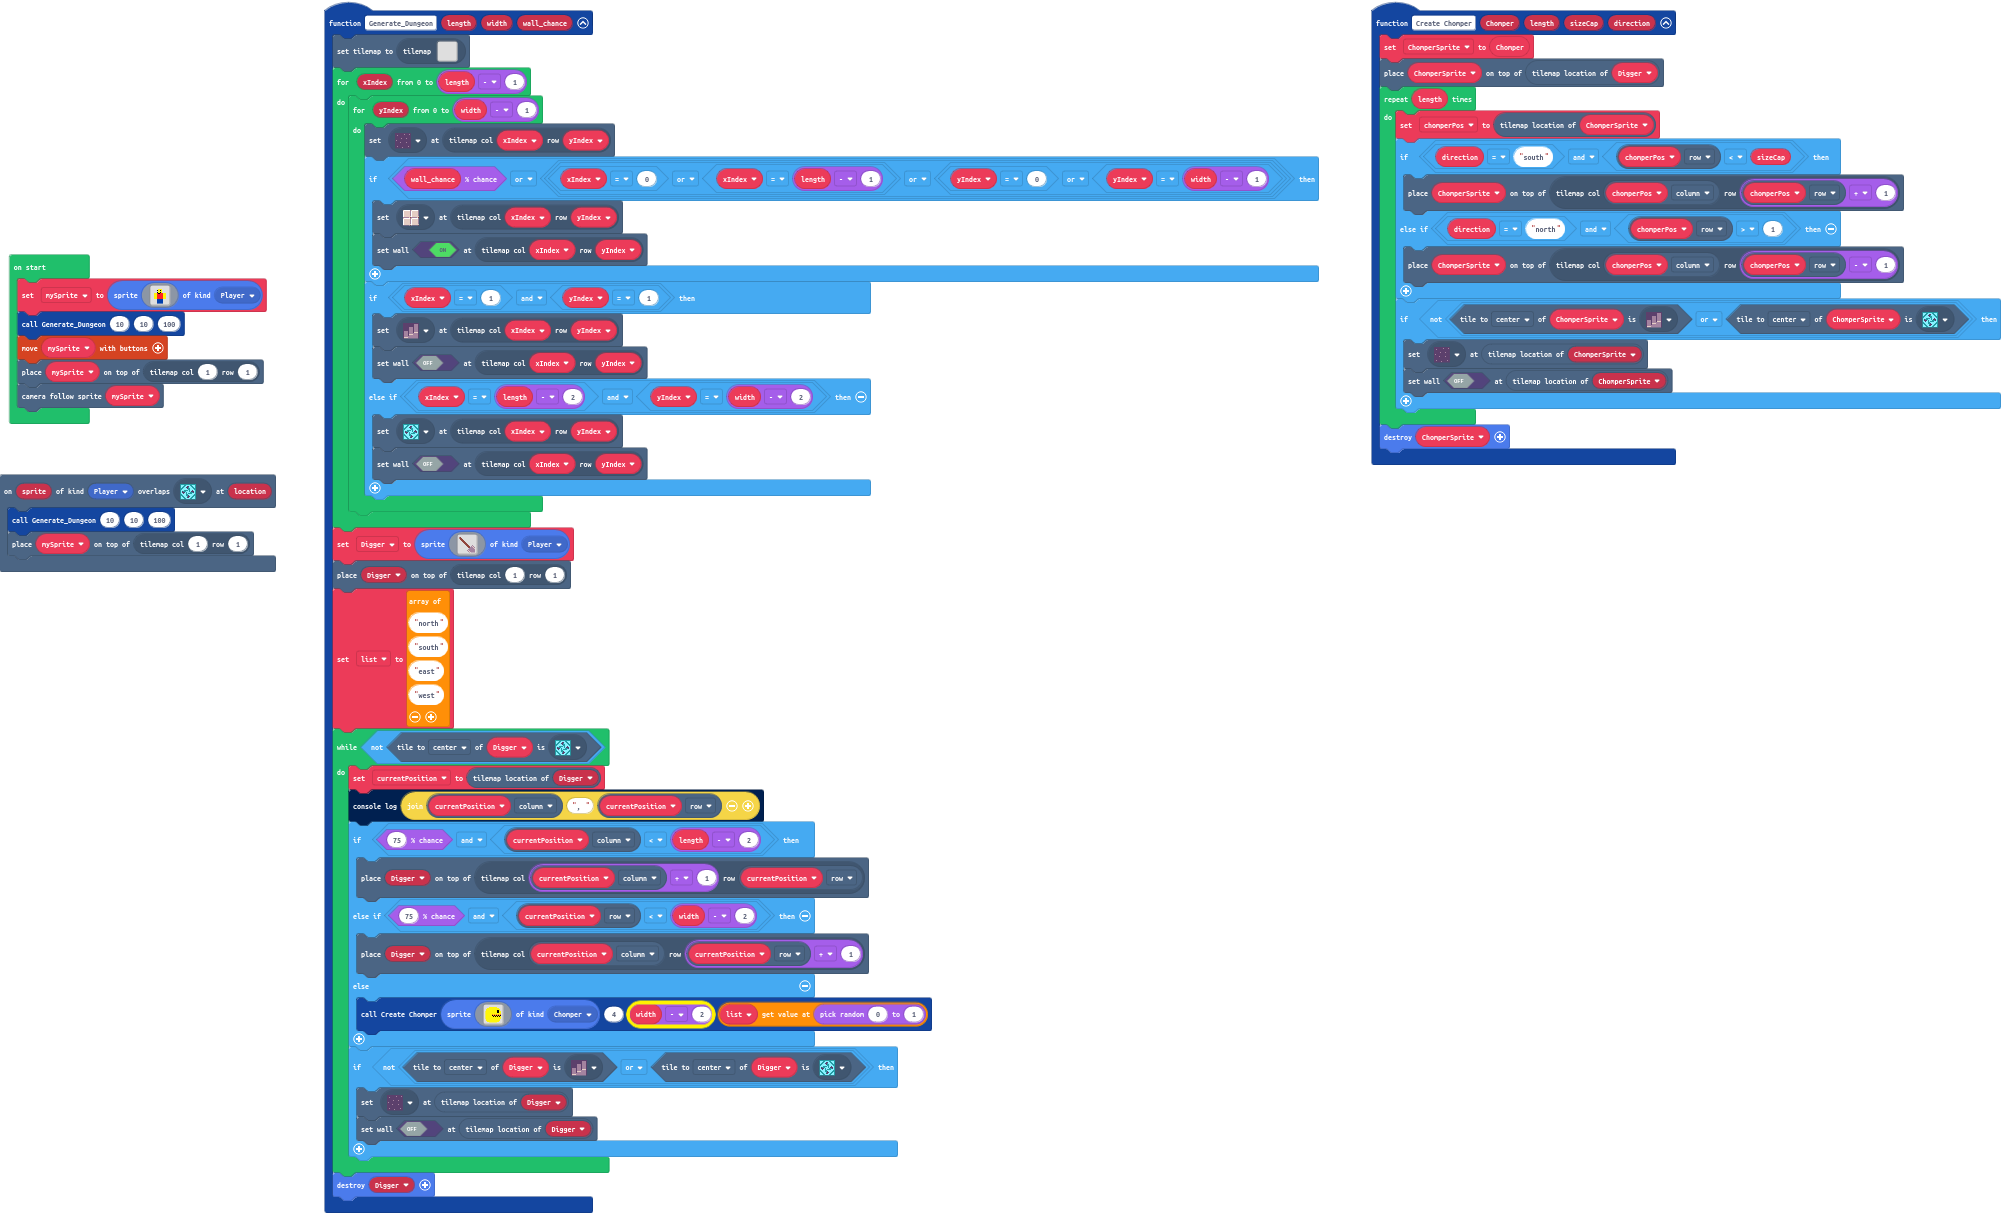 on start
set mySprite to sprite of kind Player
call Generate_Dungeon 10 10 100
move mySprite with buttons
place mySprite on top of tilemap col 1 row 1
camera follow sprite mySprite
on sprite of kind Player overlaps at location
call Generate_Dungeon 10 10 100
place mySprite on top of tilemap col 1 row 1
function Generate_Dungeon length width wall_chance
set tilemap to tilemap
for xIndex from 0 to length - 1
do
for yIndex from 0 to width - 1
do
set at tilemap col xIndex row yIndex
if wall_chance % chance or xIndex = 0 or xIndex = length - 1 or yIndex = 0 or yIndex = width - 1 then
set at tilemap col xIndex row yIndex
set wall ON at tilemap col xIndex row yIndex
if xIndex = 1 and yIndex = 1 then
set at tilemap col xIndex row yIndex
set wall OFF at tilemap col xIndex row yIndex
else if xIndex = length - 2 and yIndex = width - 2 then
set at tilemap col xIndex row yIndex
set wall OFF at tilemap col xIndex row yIndex
set Digger to sprite of kind Player
place Digger on top of tilemap col 1 row 1
set list to array of
"north"
"south"
"east"
"west"
while not tile to center of Digger is
do
set currentPosition to tilemap location of Digger
console log join currentPosition column ", " currentPosition row
if 75 % chance and currentPosition column < length - 2 then
place Digger on top of tilemap col currentPosition column + 1 row currentPosition row
else if 75 % chance and currentPosition row < width - 2 then
place Digger on top of tilemap col currentPosition column row currentPosition row + 1
else
call Create Chomper sprite of kind Chomper 4 width - 2 list get value at pick random 0 to 1
if not tile to center of Digger is or tile to center of Digger is then
set at tilemap location of Digger
set wall OFF at tilemap location of Digger
destroy Digger
function Create Chomper Chomper length sizeCap direction
set ChomperSprite to Chomper
place ChomperSprite on top of tilemap location of Digger
repeat length times
do
set chomperPos to tilemap location of ChomperSprite
if direction = "south" and chomperPos row < sizeCap then
place ChomperSprite on top of tilemap col chomperPos column row chomperPos row + 1
else if direction = "north" and chomperPos row > 1 then
place ChomperSprite on top of tilemap col chomperPos column row chomperPos row - 1
if not tile to center of ChomperSprite is or tile to center of ChomperSprite is then
set at tilemap location of ChomperSprite
set wall OFF at tilemap location of ChomperSprite
destroy ChomperSprite